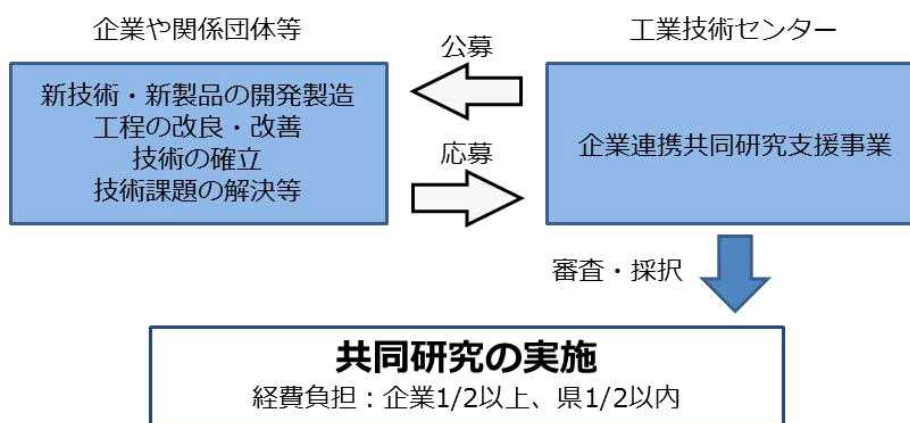 企業や関係団体等
新技術・新製品の開発製造
工程の改良・改善
技術の確立
技術課題の解決等
公募
応募
工業技術センター
企業連携共同研究支援事業
審査・採択
共同研究の実施
経費負担：企業1/2以上、県1/2以内